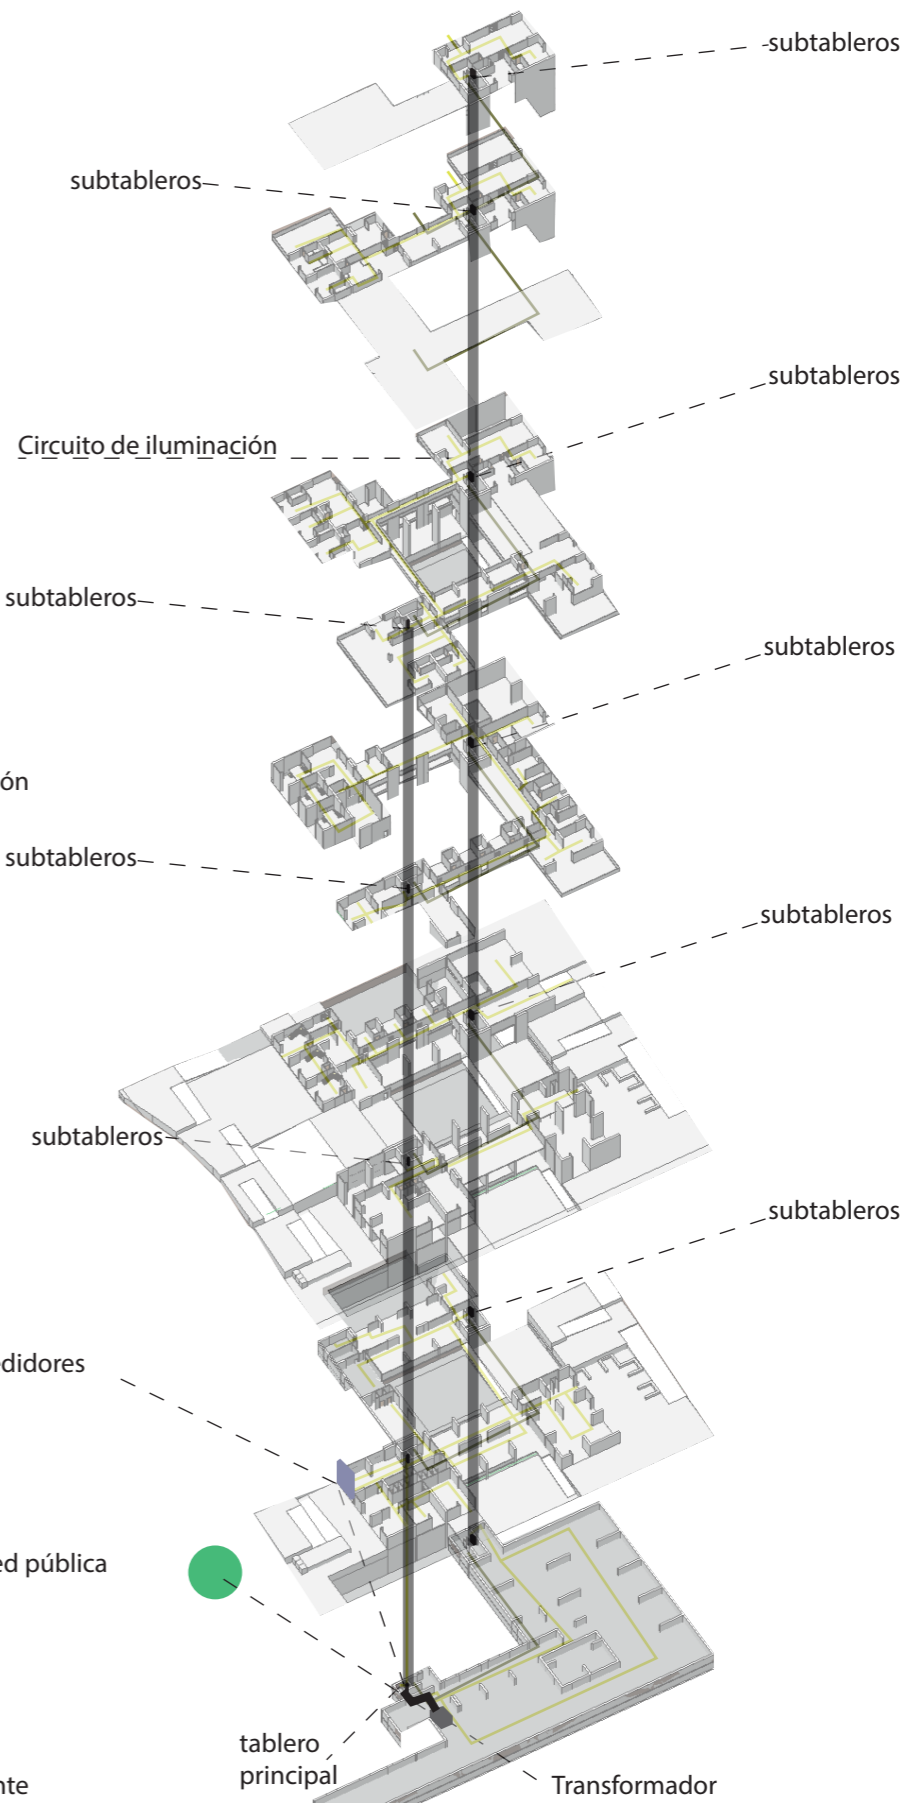 subtableros
subtableros
subtableros
Circuito de iluminación
subtableros
subtableros
ón
subtableros
subtableros
subtableros
subtableros
didores
ed pública
tablero
principal
nte
Transformador